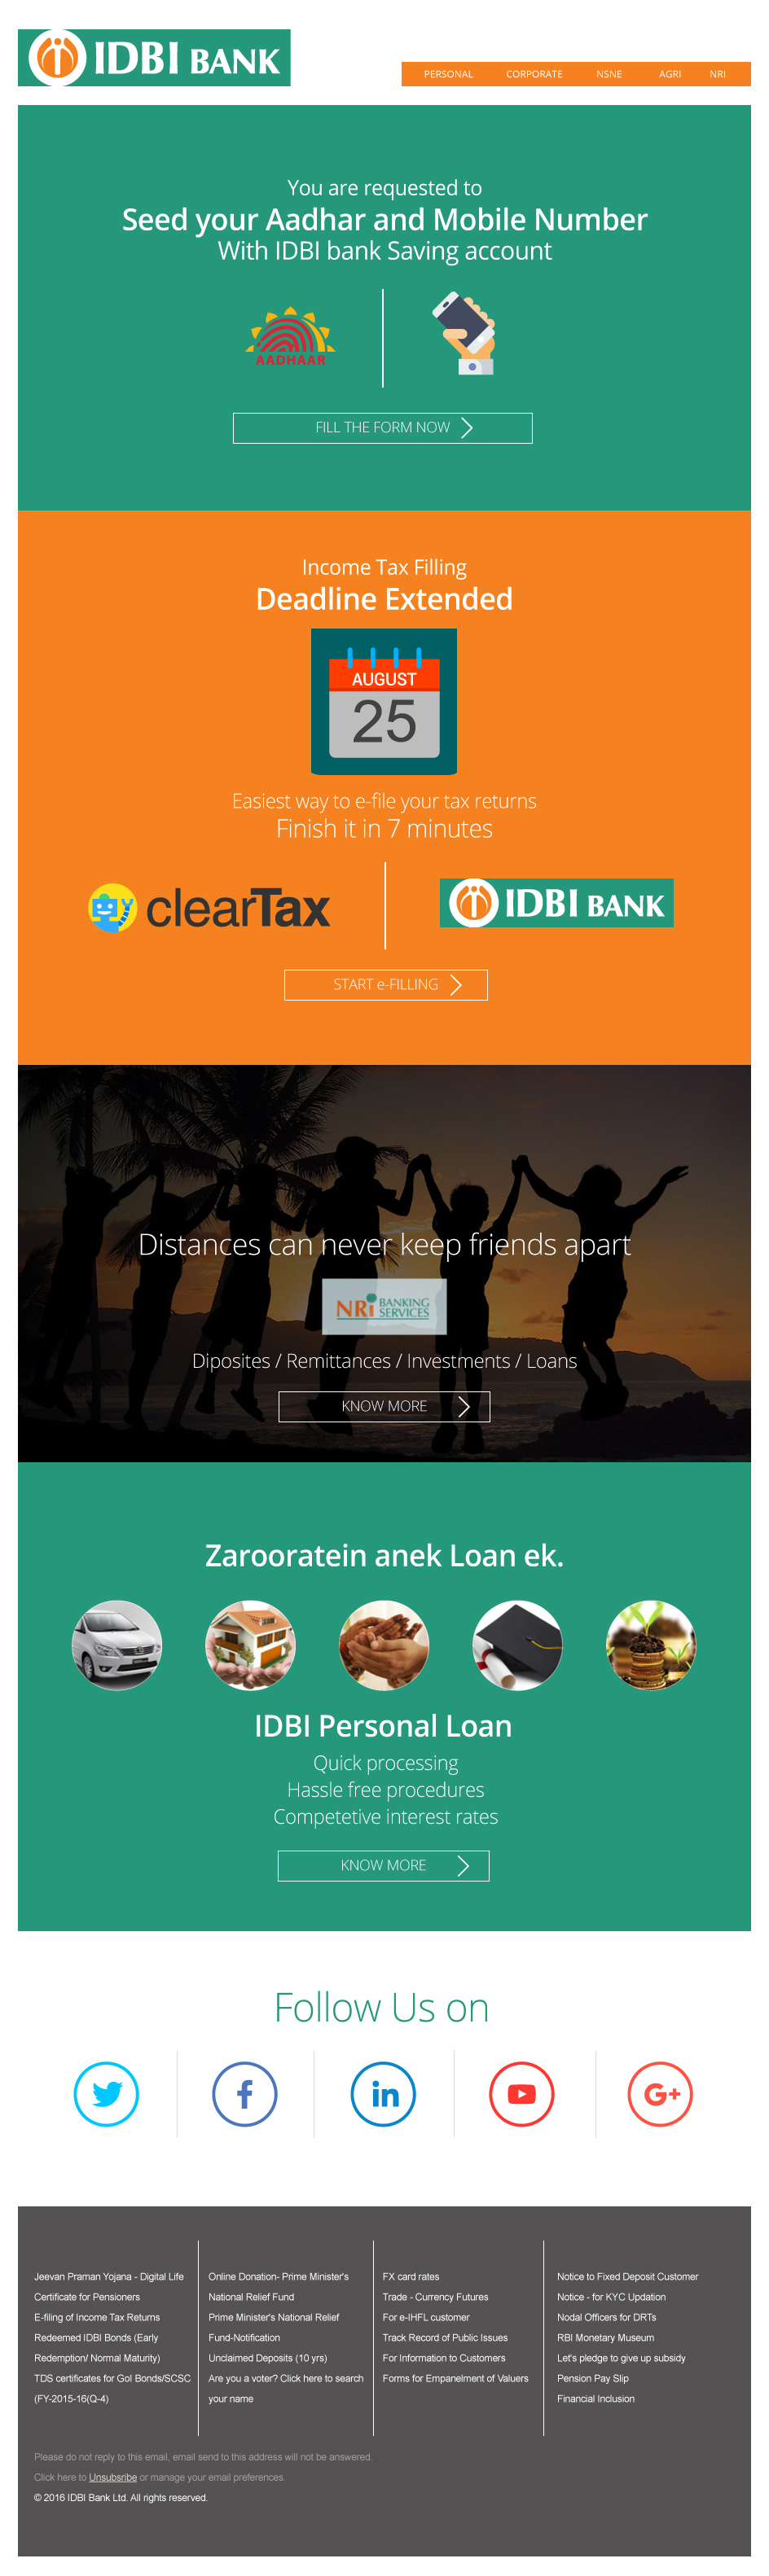 IDBI BANK
PERSONAL CORPORATE NSNE AGRI NRI
You are requested to
Seed your Aadhar and Mobile Number
With IDBI bank Saving account
AADHAAR
FILL THE FORM NOW
Income Tax Filling
Deadline Extended
AUGUST
25
Easiest way to e-file your tax returns
Finish it in 7 minutes
clearTax
IDBI BANK
START e-FILLING
Distances can never keep friends apart
NRI BANKING
SERVICES
Diposites / Remittances / Investments / Loans
KNOW MORE
Zarooratein anek Loan ek.
IDBI Personal Loan
Quick processing
Hassle free procedures
Competetive interest rates
KNOW MORE
Follow Us on
f
in
G+
Jeevan Praman Yojana - Digital Life
Certificate for Pensioners
E-filing of Income Tax Returns
Redeemed IDBI Bonds (Early
Redemption/ Normal Maturity)
TDS certificates for GoI Bonds/SCSC
(FY-2015-16(Q-4)
Online Donation- Prime Minister's
National Relief Fund
Prime Minister's National Relief
Fund-Notification
Unclaimed Deposits (10 yrs)
Are you a voter? Click here to search
your name
FX card rates
Trade - Currency Futures
For e-IHFL customer
Track Record of Public Issues
For Information to Customers
Forms for Empanelment of Valuers
Notice to Fixed Deposit Customer
Notice - for KYC Updation
Nodal Officers for DRTs
RBI Monetary Museum
Let's pledge to give up subsidy
Pension Pay Slip
Financial Inclusion
Please do not reply to this email, email send to this address will not be answered.
Click here to Unsubsribe or manage your email preferences.
© 2016 IDBI Bank Ltd. All rights reserved.